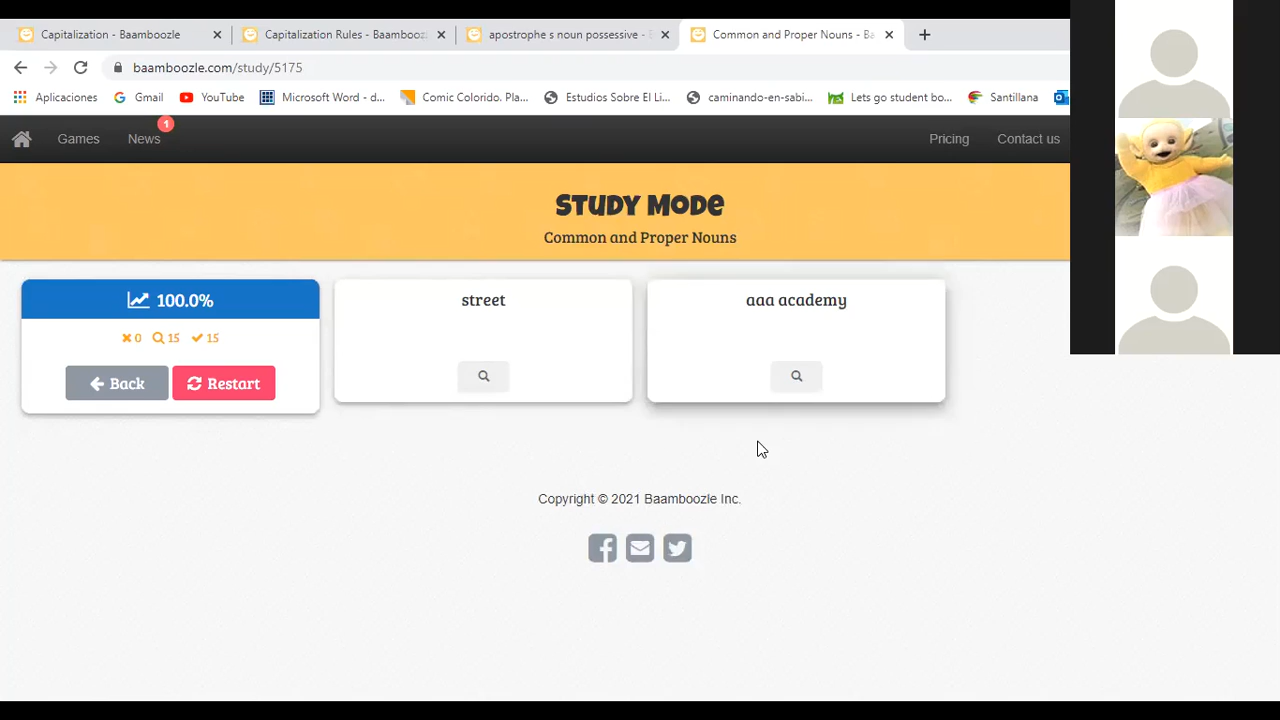 Capitalization - Baamboozle
Capitalization Rules - Baambooz
apostrophe s noun possessive - E
Common and Proper Nouns - Ba
baamboozle.com/study/5175
Aplicaciones
Gmail
YouTube
Microsoft Word - d...
Comic Colorido. Pla...
Estudios Sobre El Li...
caminando-en-sabi...
Lets go student bo...
Santillana
Games
News
1
Pricing
Contact us
Study Mode
Common and Proper Nouns
100.0%
0 15 15
Back
Restart
street
aaa academy
Copyright © 2021 Baamboozle Inc.